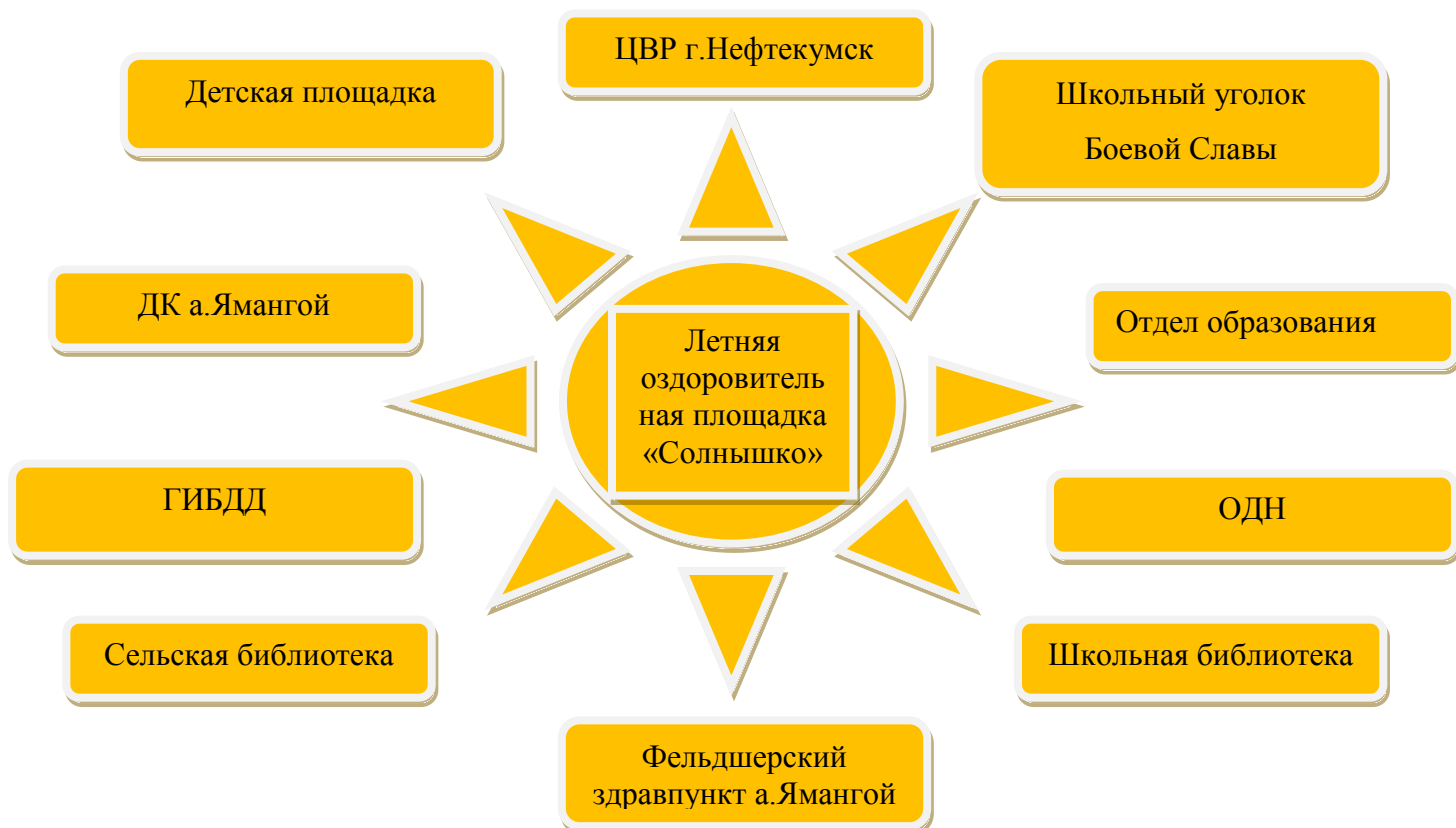 ЦВР г.Нефтекумск
Детская площадка
Школьный уголок
Боевой Славы
ДК а.Ямангой
Отдел образования
Летняя
оздоровитель
ная площадка
«Солнышко»
ГИБДД
ОДН
Сельская библиотека
Школьная библиотека
Фельдшерский
здравпункт а.Ямангой